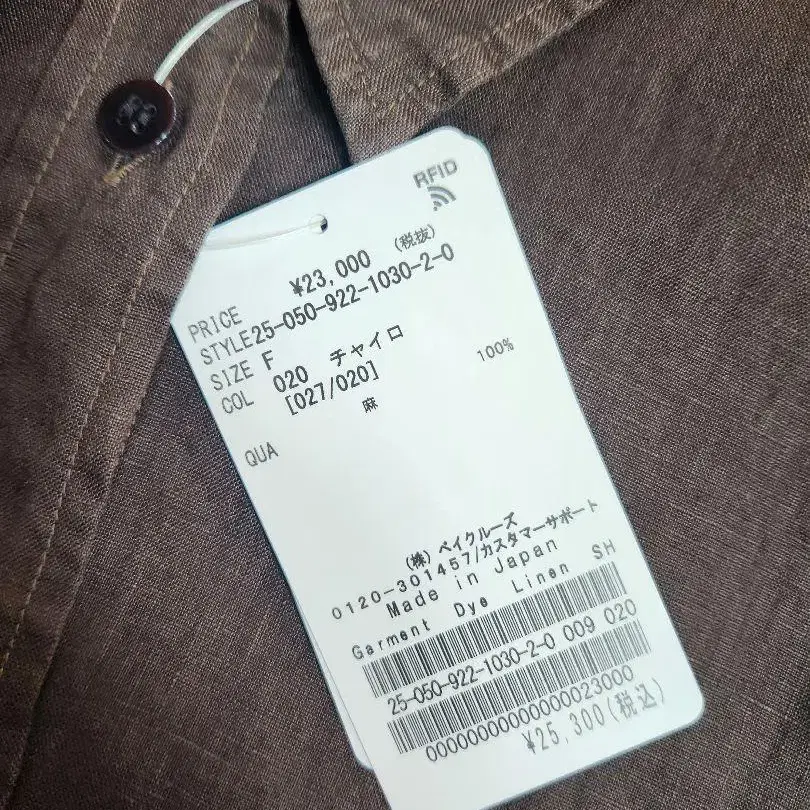 RFID
PRICE ¥23,000 (税抜)
STYLE25-050-922-1030-2-0
SIZE F
COL 020 チャイロ
[027/020]
QUA 麻 100%
(株) ベイクルーズ
0120-301457/カスタマーサポート
Made in Japan
Garment Dye Linen SH
25-050-922-1030-2-0 009 020
0000000000000000023000
¥25,300(税込)